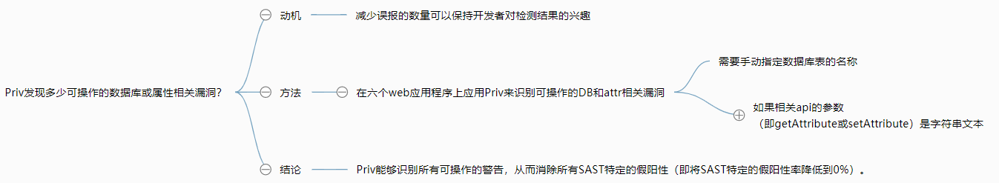 Priv发现多少可操作的数据库或属性相关漏洞？
动机
减少误报的数量可以保持开发者对检测结果的兴趣
方法
在六个web应用程序上应用Priv来识别可操作的DB和attr相关漏洞
需要手动指定数据库表的名称
如果相关api的参数
（即getAttribute或setAttribute）是字符串文本
结论
Priv能够识别所有可操作的警告，从而消除所有SAST特定的假阳性（即将SAST特定的假阳性率降低到0%）。